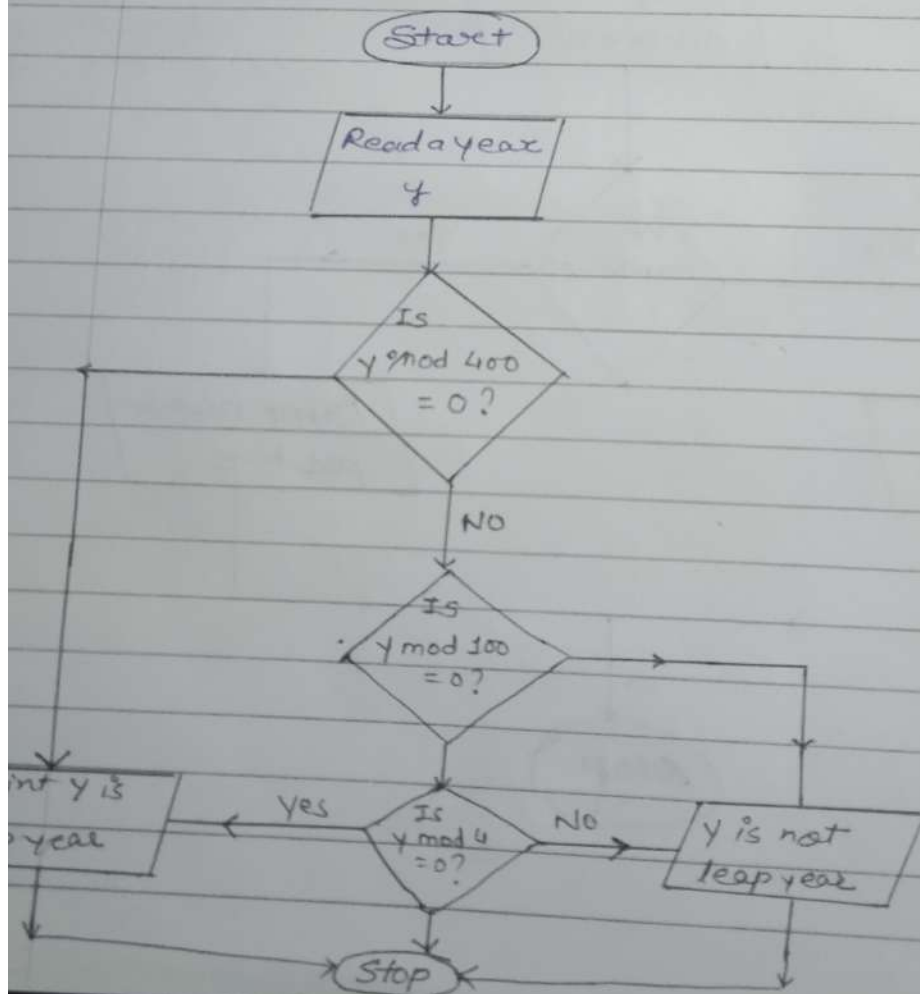 Start
Read a year
y
Is
y mod 400
= 0?
NO
Is
y mod 100
= 0?
int y is
year
Yes
Is
y mod 4
= 0?
No
Y is not
leap year
Stop